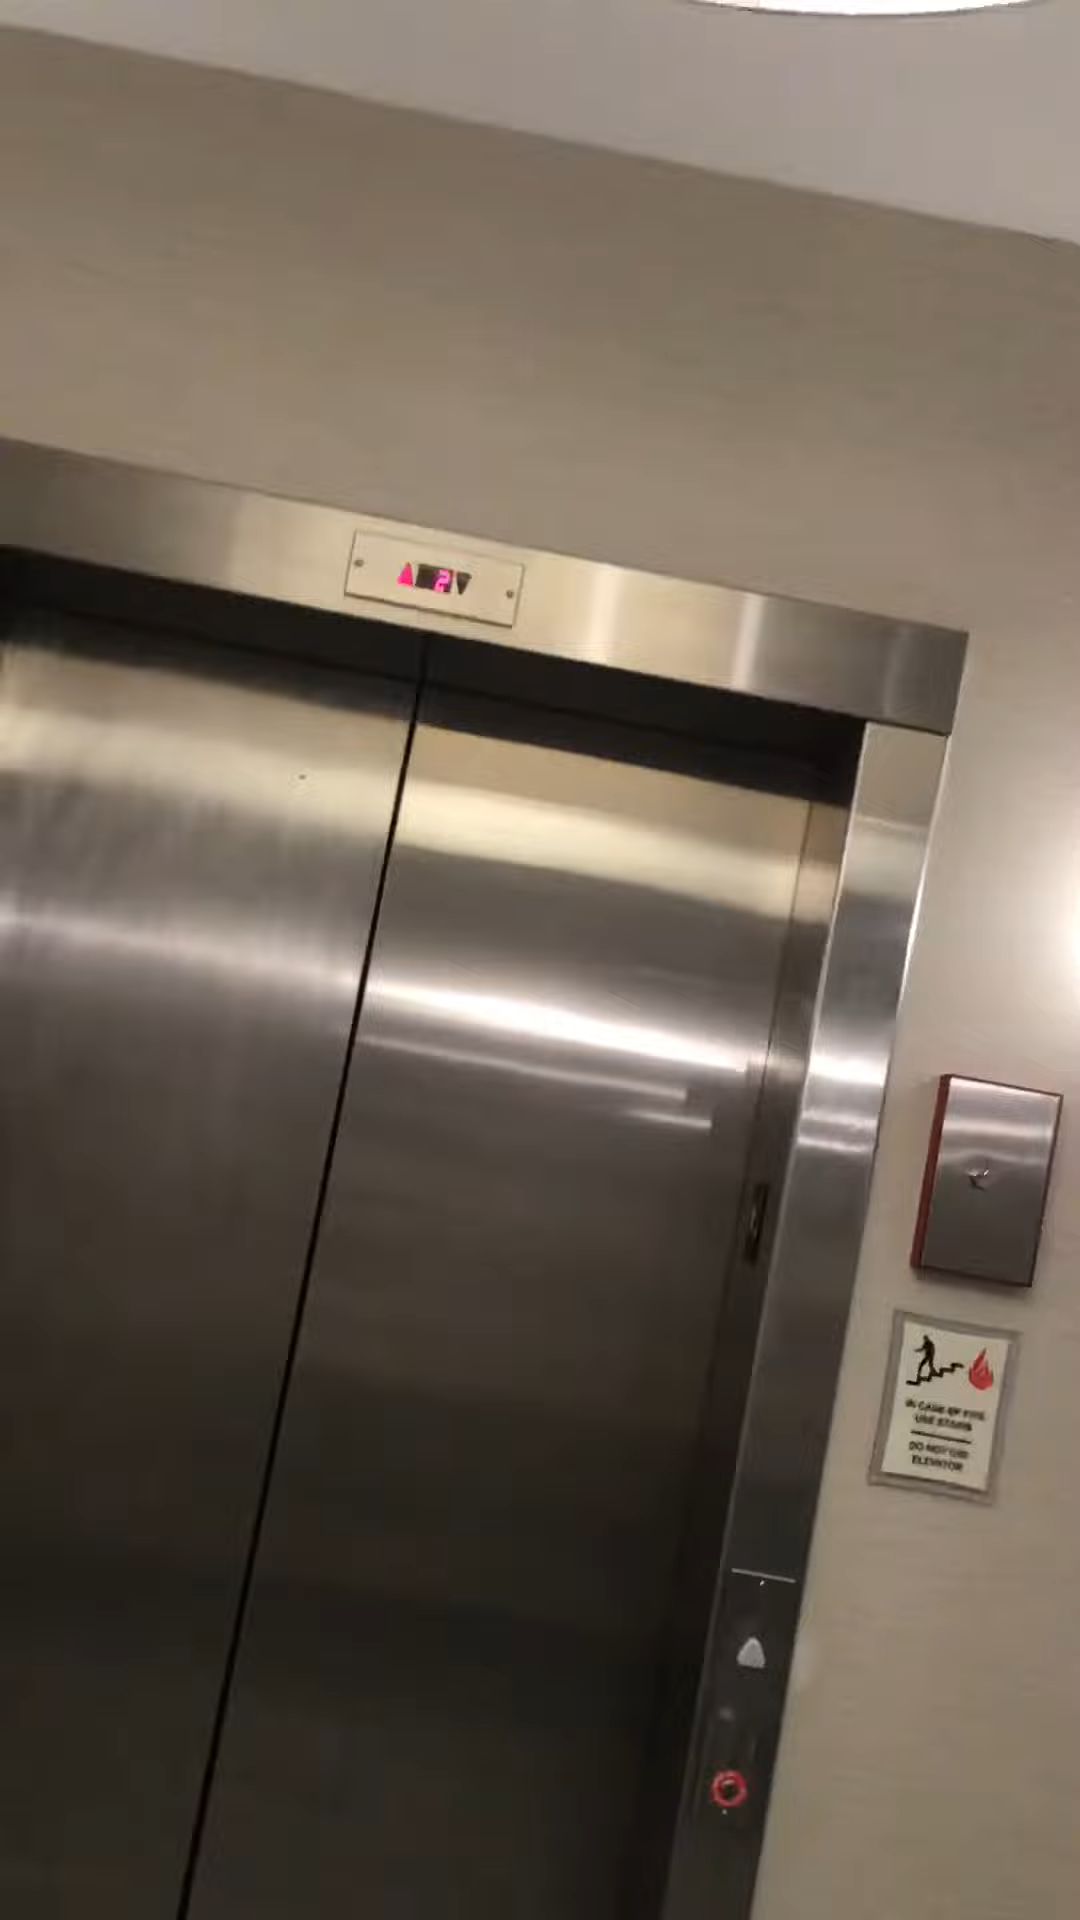 2
IN CASE OF FIRE
USE STAIRS
DO NOT USE
ELEVATOR